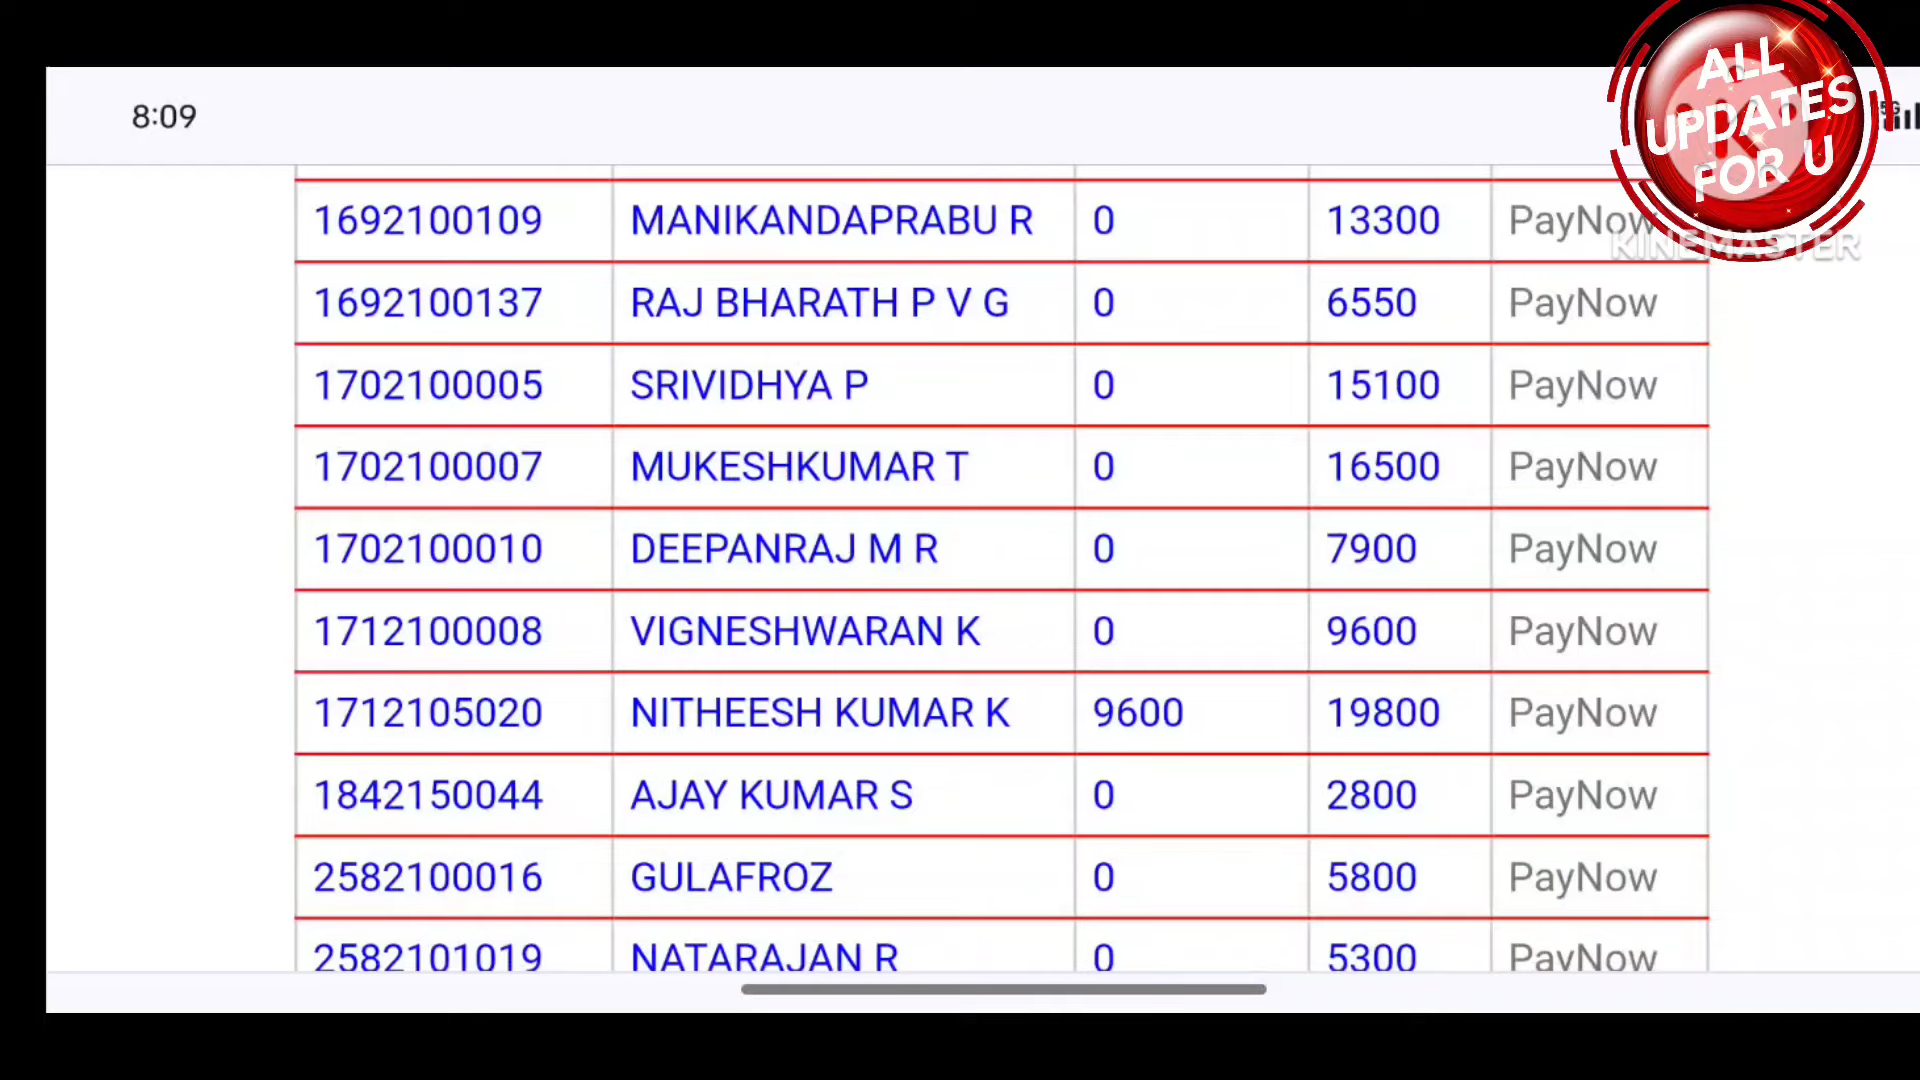 8:09
ALL
UPDATES
FOR U
KINEMASTER
1692100109 MANIKANDAPRABU R 0 13300 PayNow
1692100137 RAJ BHARATH P V G 0 6550 PayNow
1702100005 SRIVIDHYA P 0 15100 PayNow
1702100007 MUKESHKUMAR T 0 16500 PayNow
1702100010 DEEPANRAJ M R 0 7900 PayNow
1712100008 VIGNESHWARAN K 0 9600 PayNow
1712105020 NITHEESH KUMAR K 9600 19800 PayNow
1842150044 AJAY KUMAR S 0 2800 PayNow
2582100016 GULAFROZ 0 5800 PayNow
2582101019 NATARAJAN R 0 5300 PayNow